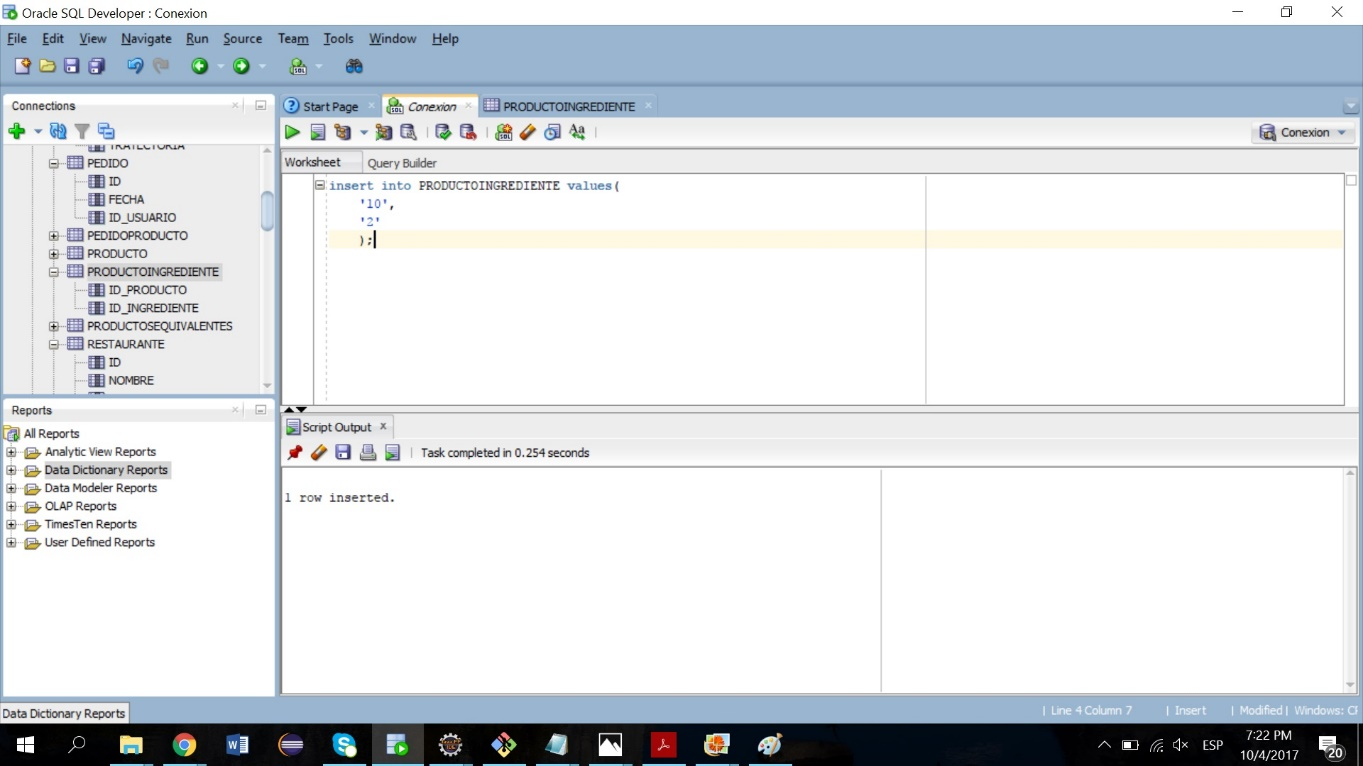 Oracle SQL Developer : Conexion
File Edit View Navigate Run Source Team Tools Window Help
Connections
Start Page
Conexion
PRODUCTOINGREDIENTE
Conexion
TRAYECTORIA
PEDIDO
ID
FECHA
ID_USUARIO
PEDIDOPRODUCTO
PRODUCTO
PRODUCTOINGREDIENTE
ID_PRODUCTO
ID_INGREDIENTE
PRODUCTOSEQUIVALENTES
RESTAURANTE
ID
NOMBRE
Worksheet Query Builder
insert into PRODUCTOINGREDIENTE values(
'10',
'2'
);
Reports
All Reports
Analytic View Reports
Data Dictionary Reports
Data Modeler Reports
OLAP Reports
TimesTen Reports
User Defined Reports
Script Output
Task completed in 0.254 seconds
1 row inserted.
Data Dictionary Reports
Line 4 Column 7 | Insert | Modified | Windows: CR
ESP
7:22 PM
10/4/2017
20